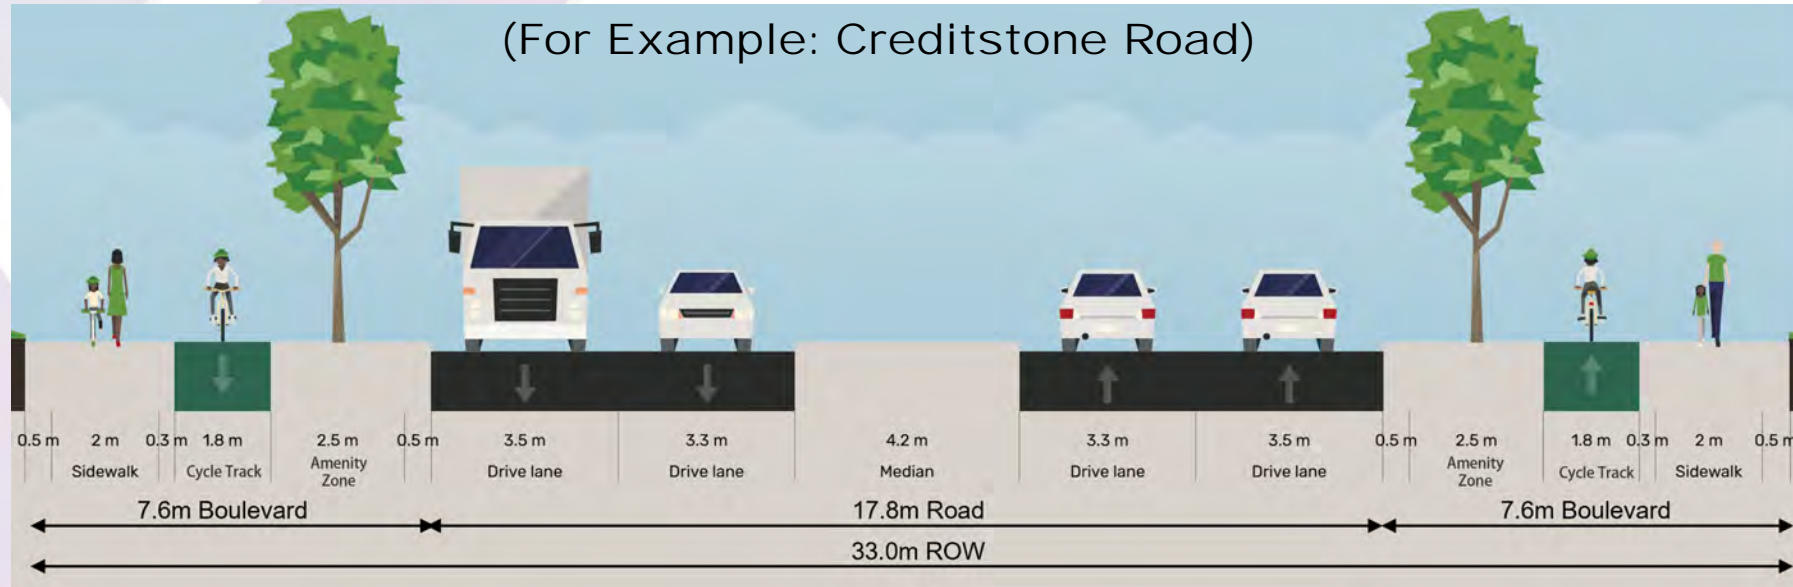 (For Example: Creditstone Road)
0.5 m 2 m 0.3 m 1.8 m 2.5 m 0.5 m 3.5 m 3.3 m 4.2 m 3.3 m 3.5 m 0.5 m 2.5 m 1.8 m 0.3 m 2 m 0.5 m
Sidewalk Cycle Track Amenity Zone Drive lane Drive lane Median Drive lane Drive lane Amenity Zone Cycle Track Sidewalk
7.6m Boulevard 17.8m Road 7.6m Boulevard
33.0m ROW